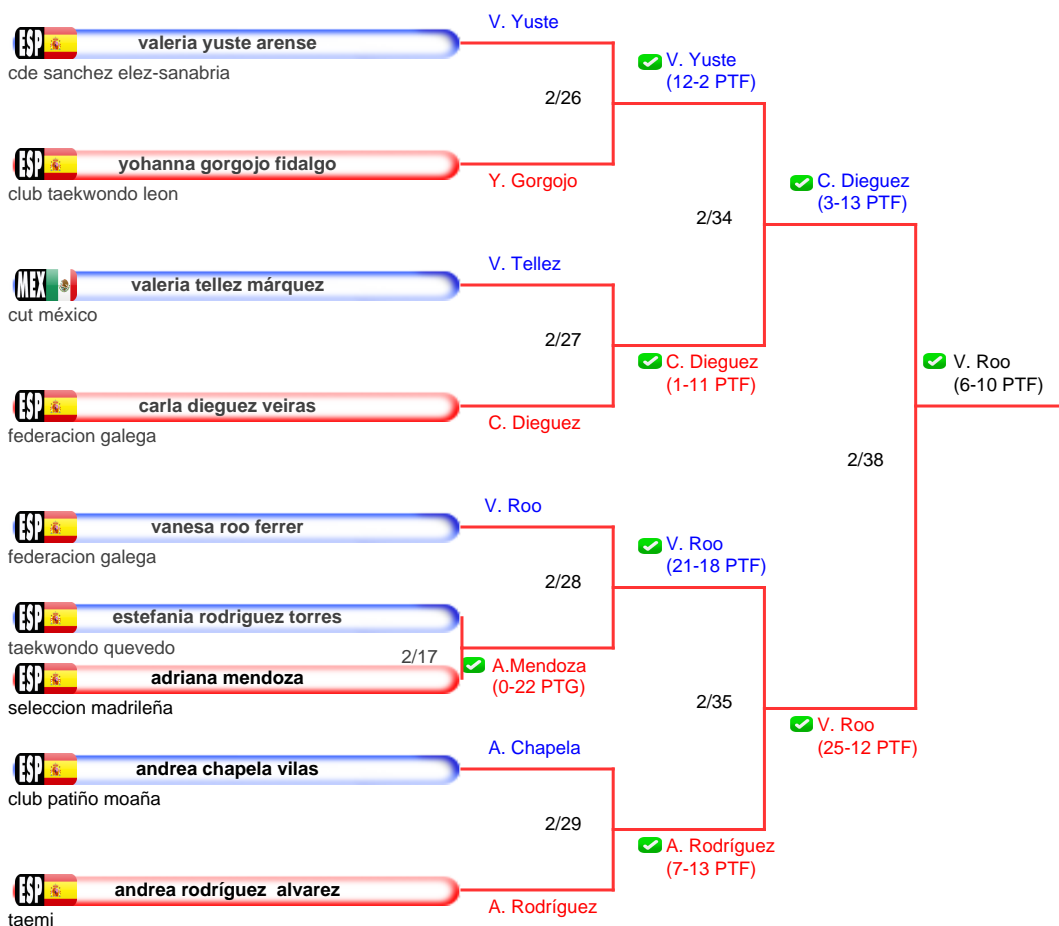 V. Yuste
ESP valeria yuste arense
cde sanchez elez-sanabria
V. Yuste
(12-2 PTF)
2/26
ESP yohanna gorgojo fidalgo
club taekwondo leon
Y. Gorgojo
C. Dieguez
(3-13 PTF)
2/34
V. Tellez
MEX valeria tellez márquez
cut méxico
2/27
C. Dieguez
(1-11 PTF)
V. Roo
(6-10 PTF)
ESP carla dieguez veiras
federacion galega
C. Dieguez
2/38
V. Roo
ESP vanesa roo ferrer
federacion galega
V. Roo
(21-18 PTF)
2/28
ESP estefania rodriguez torres
taekwondo quevedo
2/17
A.Mendoza
(0-22 PTG)
ESP adriana mendoza
seleccion madrileña
2/35
V. Roo
(25-12 PTF)
A. Chapela
ESP andrea chapela vilas
club patiño moaña
2/29
A. Rodríguez
(7-13 PTF)
ESP andrea rodríguez alvarez
taemi
A. Rodríguez